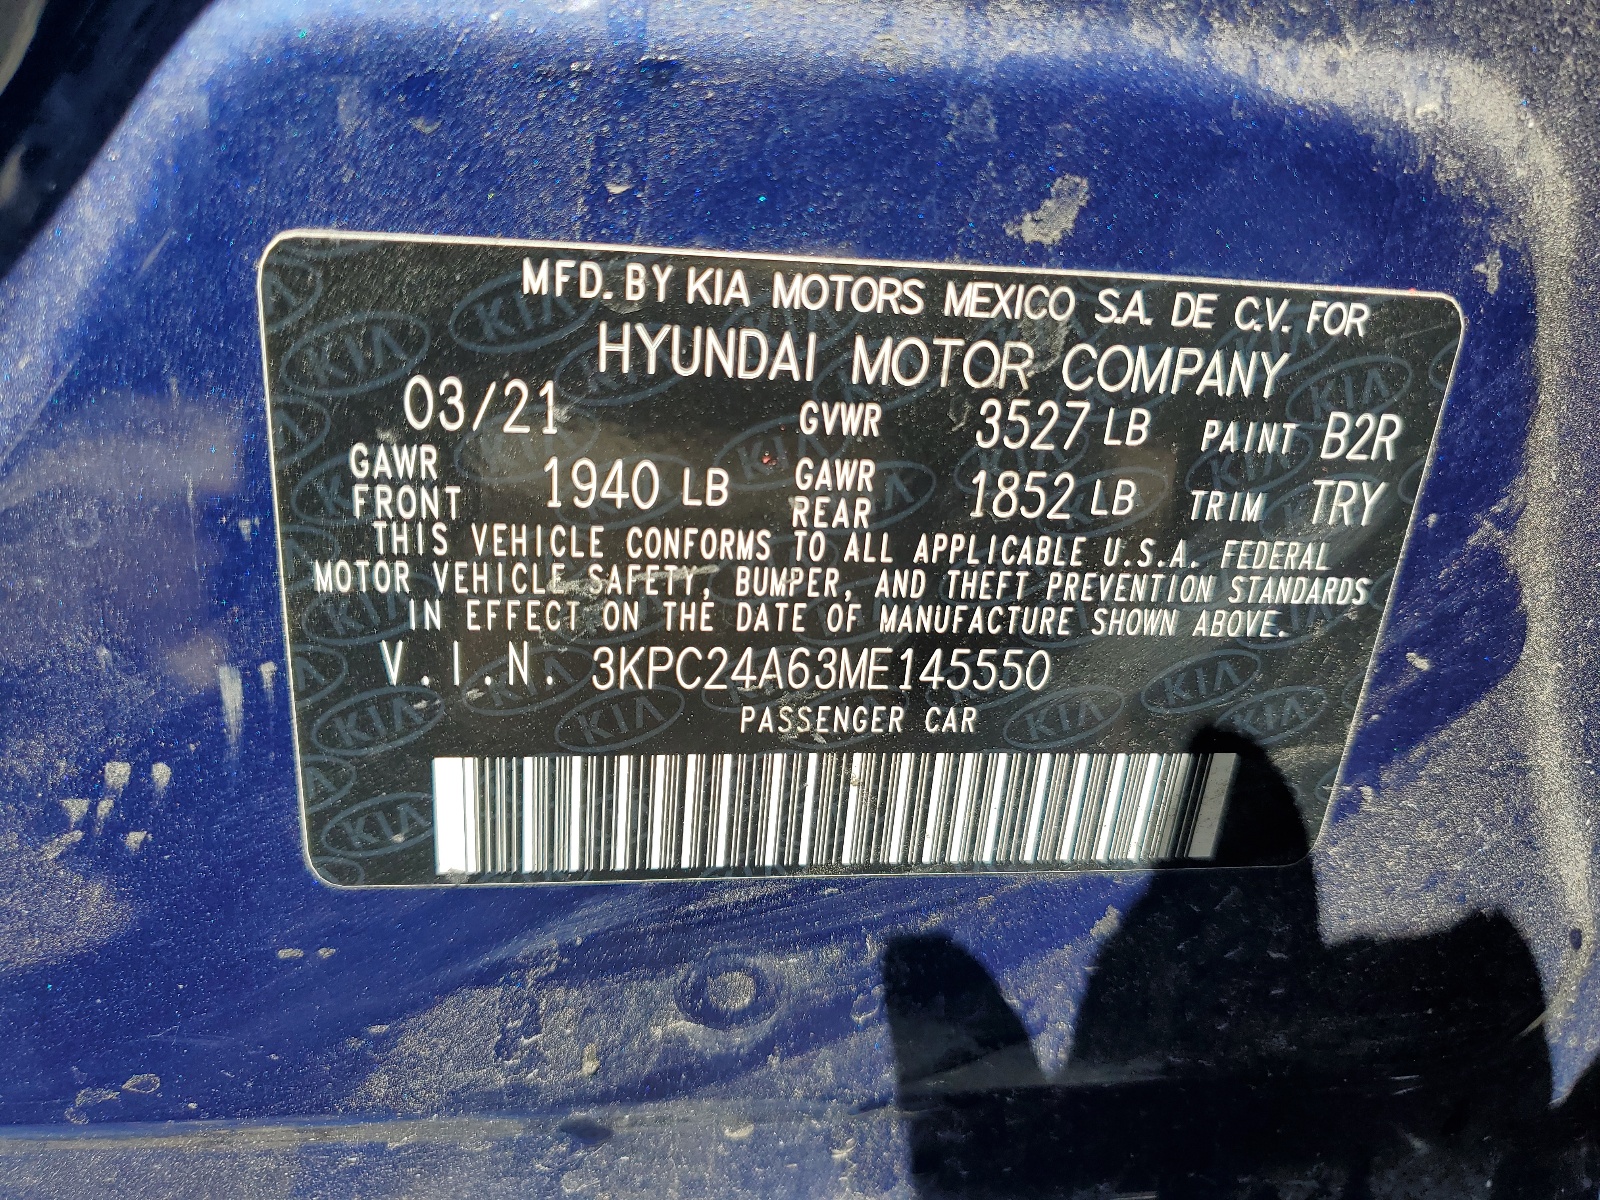 MFD. BY KIA MOTORS MEXICO S.A. DE C.V. FOR
HYUNDAI MOTOR COMPANY
03/21 GVWR 3527 LB PAINT B2R
GAWR FRONT 1940 LB GAWR REAR 1852 LB TRIM TRY
THIS VEHICLE CONFORMS TO ALL APPLICABLE U.S.A. FEDERAL
MOTOR VEHICLE SAFETY, BUMPER, AND THEFT PREVENTION STANDARDS
IN EFFECT ON THE DATE OF MANUFACTURE SHOWN ABOVE.
V.I.N. 3KPC24A63ME145550
PASSENGER CAR